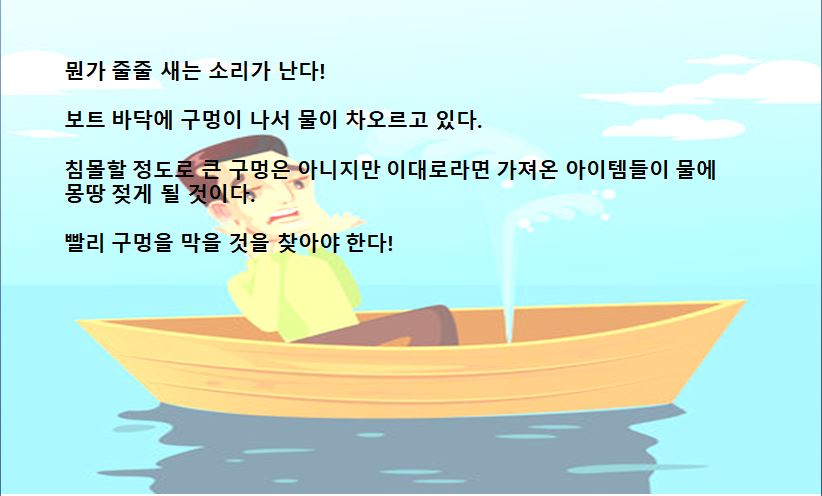 뭔가 줄줄 새는 소리가 난다!
보트 바닥에 구멍이 나서 물이 차오르고 있다.
침몰할 정도로 큰 구멍은 아니지만 이대로라면 가져온 아이템들이 물에
몽땅 젖게 될 것이다.
빨리 구멍을 막을 것을 찾아야 한다!